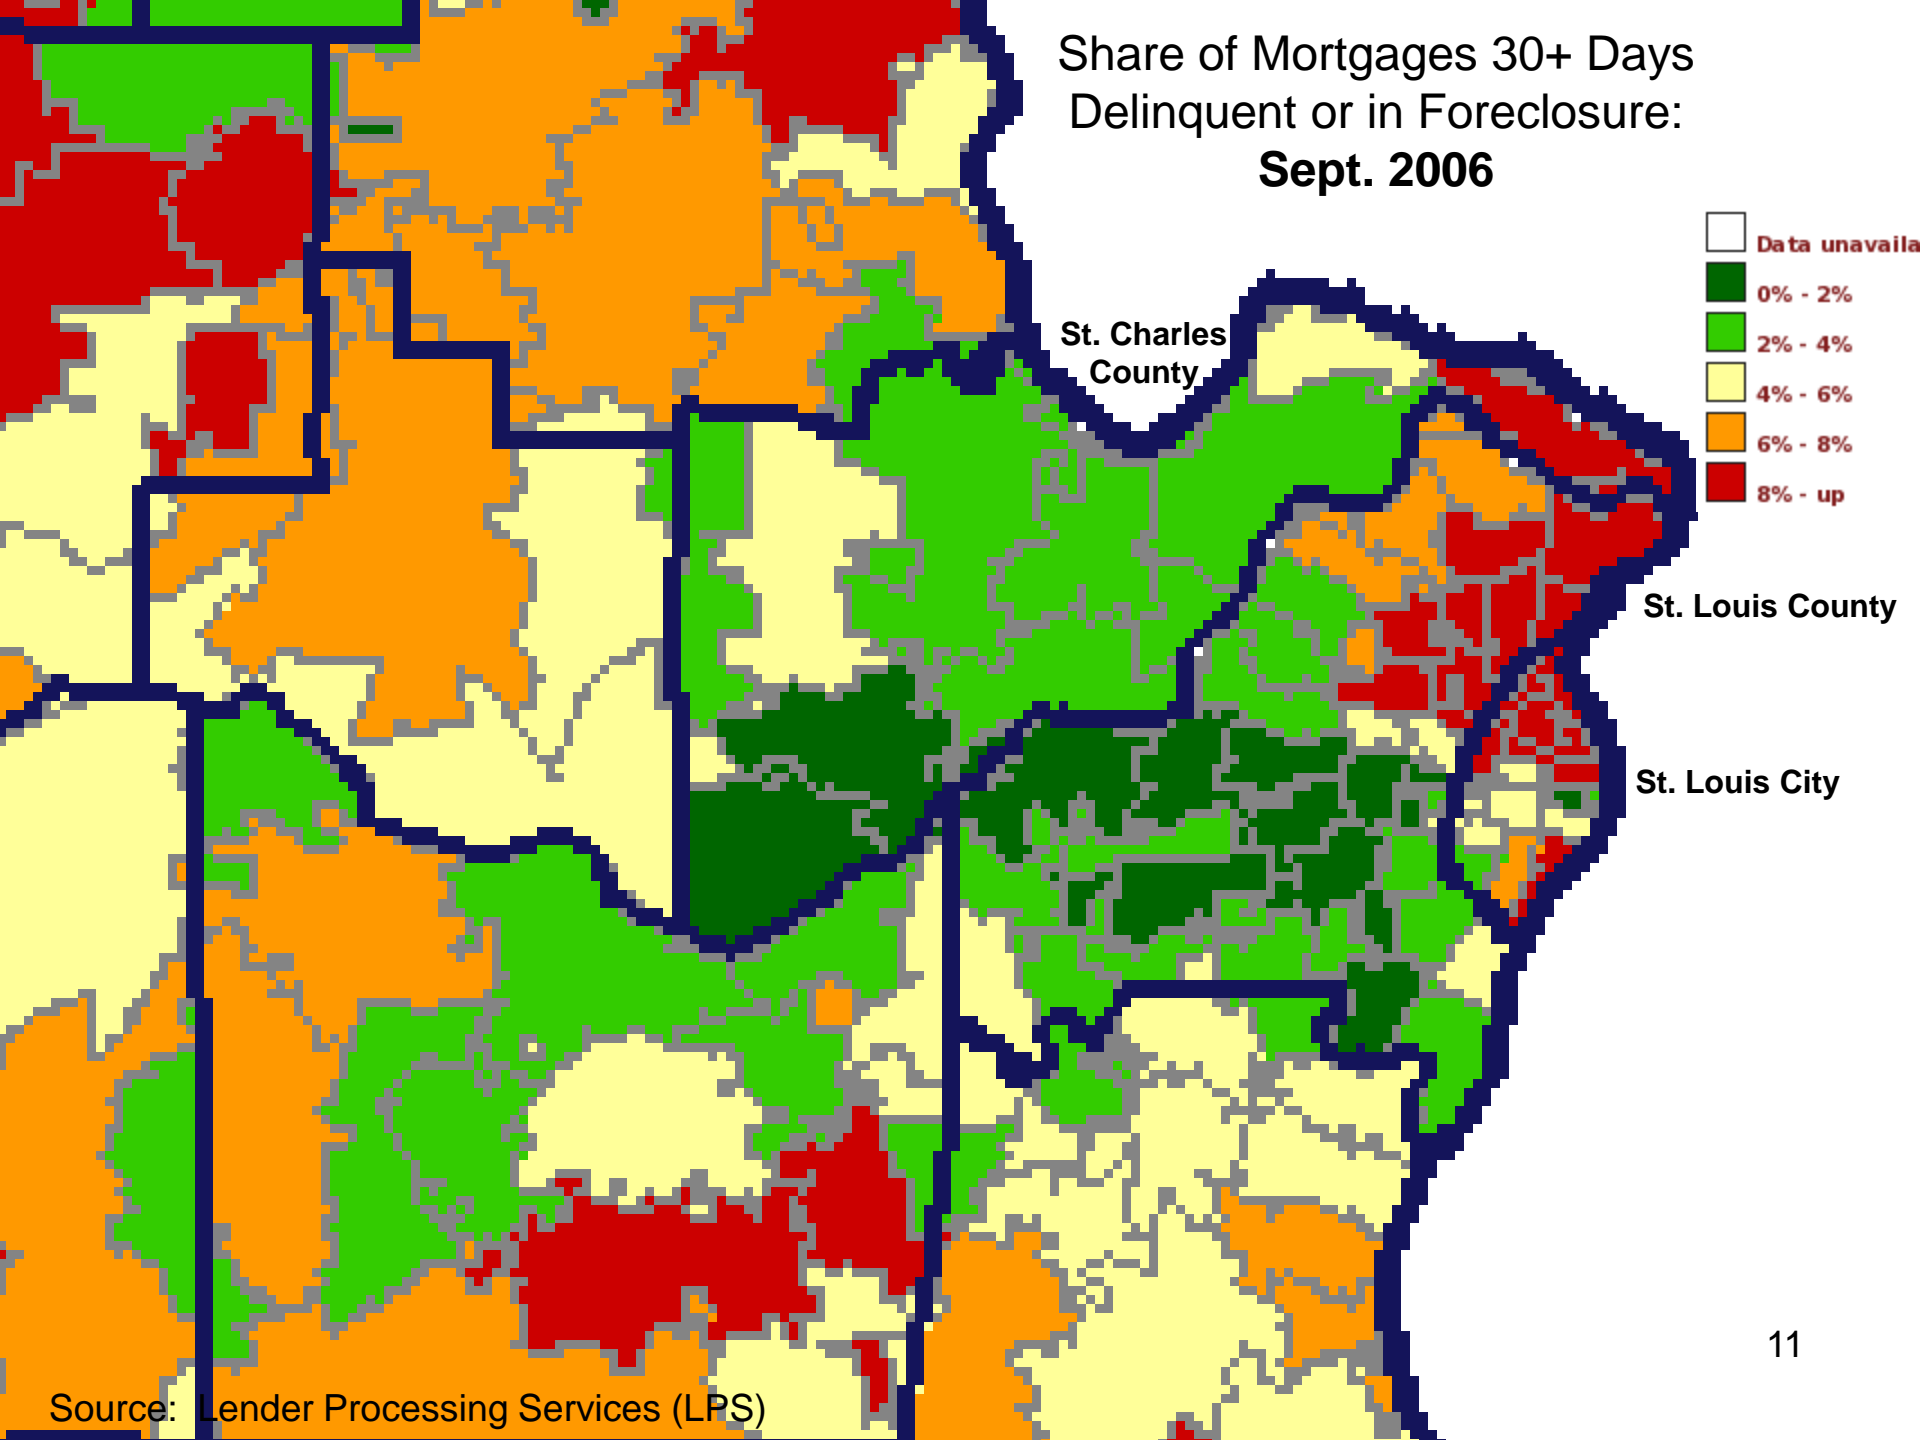 Share of Mortgages 30+ Days
Delinquent or in Foreclosure:
Sept. 2006
Data unavaila
0% - 2%
2% - 4%
4% - 6%
6% - 8%
8% - up
St. Charles
County
St. Louis County
St. Louis City
11
Source: Lender Processing Services (LPS)